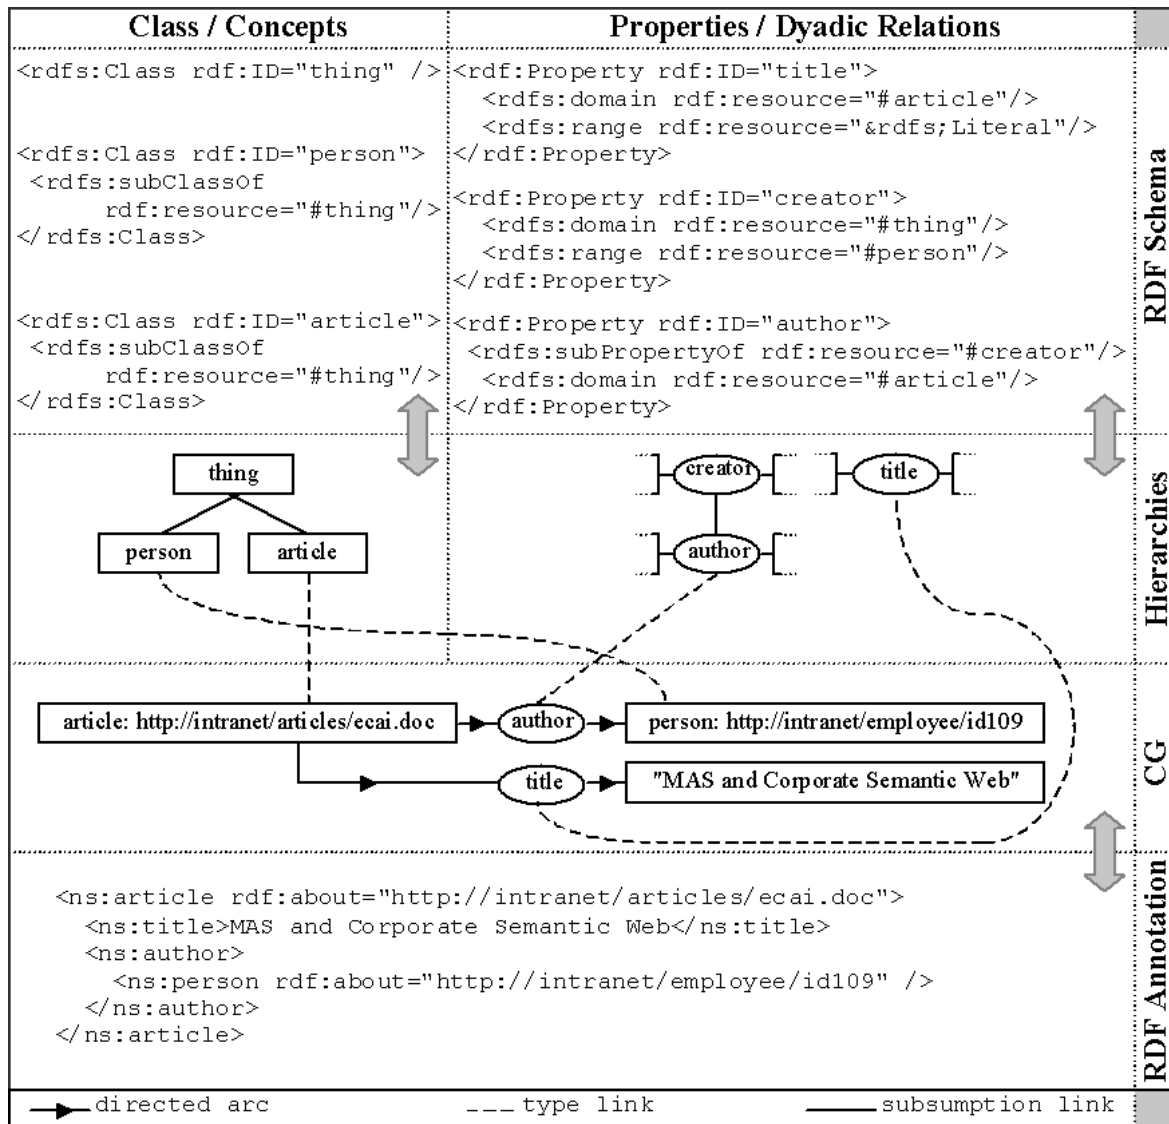 Class / Concepts
Properties / Dyadic Relations
<rdfs:Class rdf:ID="thing" />
<rdfs:Class rdf:ID="person">
<rdfs:subClassOf
rdf:resource="#thing"/>
</rdfs:Class>
<rdfs:Class rdf:ID="article">
<rdfs:subClassOf
rdf:resource="#thing"/>
</rdfs:Class>
<rdf:Property rdf:ID="title">
<rdfs:domain rdf:resource="#article"/>
<rdfs:range rdf:resource="&rdfs;Literal"/>
</rdf:Property>
<rdf:Property rdf:ID="creator">
<rdfs:domain rdf:resource="#thing"/>
<rdfs:range rdf:resource="#person"/>
</rdf:Property>
<rdf:Property rdf:ID="author">
<rdfs:subPropertyOf rdf:resource="#creator"/>
<rdfs:domain rdf:resource="#article"/>
</rdf:Property>
RDF Schema
thing
person
article
creator
title
author
Hierarchies
article: http://intranet/articles/ecai.doc
author
person: http://intranet/employee/id109
title
"MAS and Corporate Semantic Web"
CG
<ns:article rdf:about="http://intranet/articles/ecai.doc">
<ns:title>MAS and Corporate Semantic Web</ns:title>
<ns:author>
<ns:person rdf:about="http://intranet/employee/id109" />
</ns:author>
</ns:article>
RDF Annotation
directed arc
type link
subsumption link